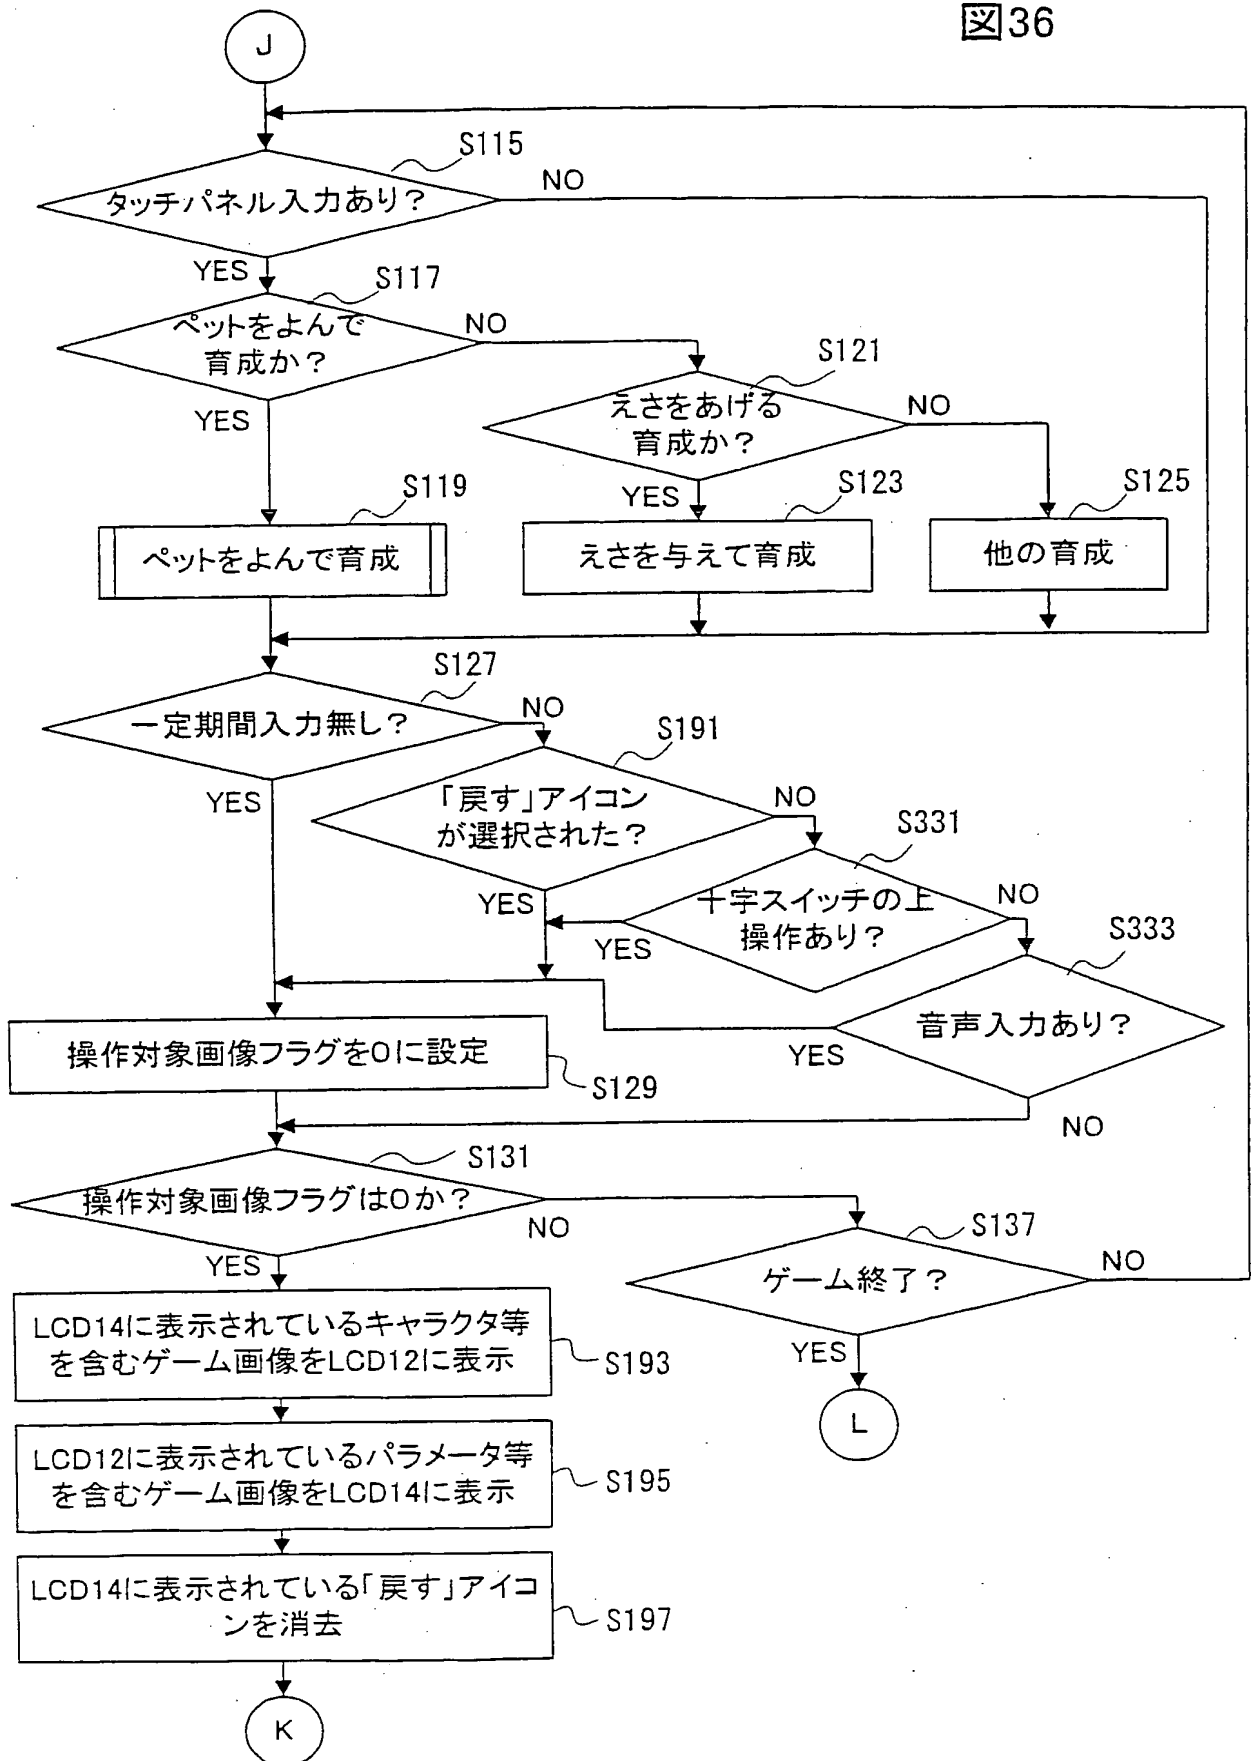 図36
J
S115
タッチパネル入力あり？
NO
YES
S117
ペットをよんで
育成か？
NO
YES
S121
えさをあげる
育成か？
NO
YES
S119
ペットをよんで育成
S123
えさを与えて育成
S125
他の育成
S127
一定期間入力無し？
NO
YES
S191
「戻す」アイコン
が選択された？
NO
YES
S331
十字スイッチの上
操作あり？
NO
YES
S333
音声入力あり？
YES
NO
操作対象画像フラグを0に設定
S129
S131
操作対象画像フラグは0か？
NO
YES
S137
ゲーム終了？
NO
YES
L
LCD14に表示されているキャラクタ等
を含むゲーム画像をLCD12に表示
S193
LCD12に表示されているパラメータ等
を含むゲーム画像をLCD14に表示
S195
LCD14に表示されている「戻す」アイコ
ンを消去
S197
K